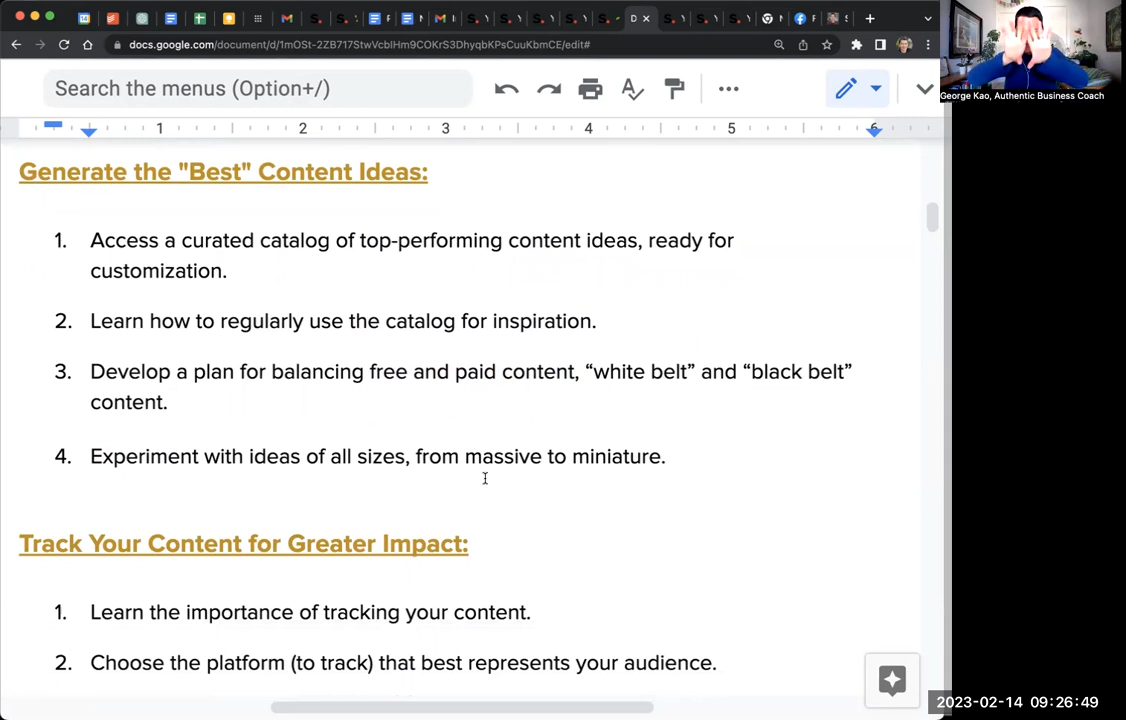 docs.google.com/document/d/1mOSt-2ZB717StwVcblHm9COKrS3DhyqbKPsCuuKbmCE/edit#
George Kao, Authentic Business Coach
Search the menus (Option+/)
1 2 3 4 5 6
Generate the "Best" Content Ideas:
1. Access a curated catalog of top-performing content ideas, ready for
customization.
2. Learn how to regularly use the catalog for inspiration.
3. Develop a plan for balancing free and paid content, “white belt” and “black belt”
content.
4. Experiment with ideas of all sizes, from massive to miniature.
Track Your Content for Greater Impact:
1. Learn the importance of tracking your content.
2. Choose the platform (to track) that best represents your audience.
2023-02-14 09:26:49